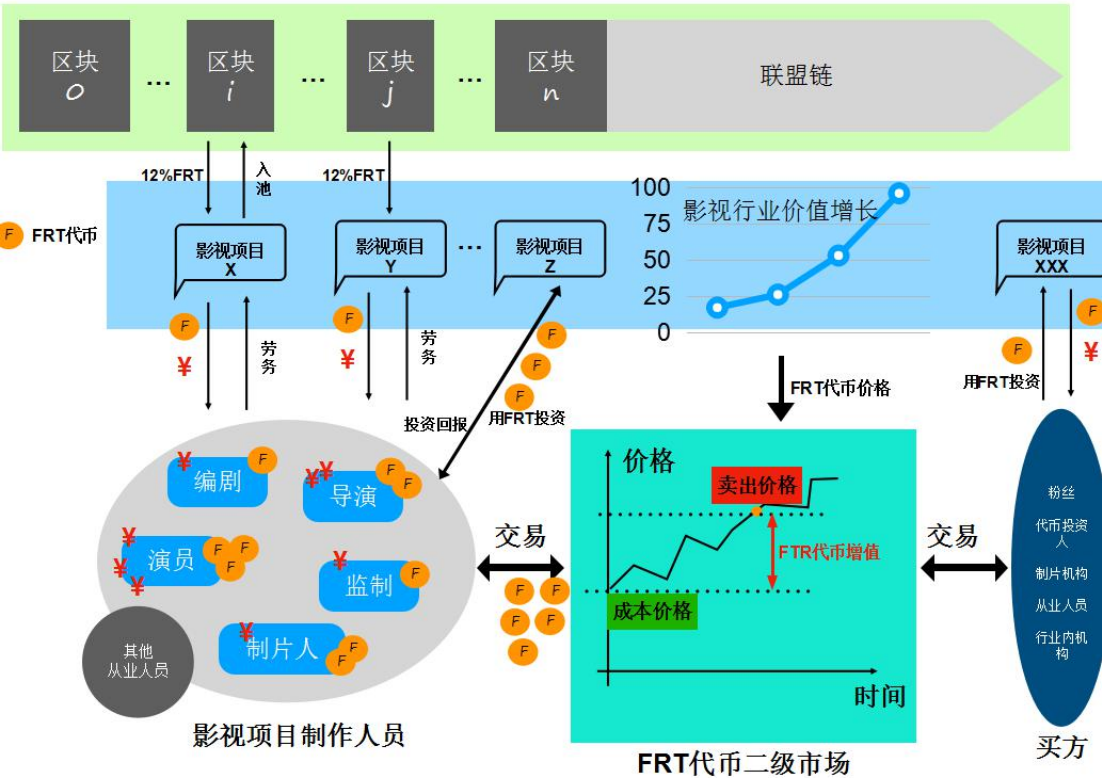 区块
0
...
区块
i
...
区块
j
...
区块
n
联盟链
12%FRT
入池
12%FRT
F
FRT代币
影视项目
X
影视项目
Y
...
影视项目
Z
100
75
50
25
0
影视行业价值增长
影视项目
XXX
F
¥
劳务
F
¥
劳务
F
F
F
投资回报
用FRT投资
FRT代币价格
F
用FRT投资
F
¥
¥
编剧
F
¥¥
导演
F
F
¥
¥
¥
演员
F
F
F
¥
监制
F
¥
制片人
F
F
其他
从业人员
影视项目制作人员
交易
F
F
F
F
F
价格
卖出价格
FTR代币增值
成本价格
时间
FRT代币二级市场
交易
粉丝
代币投资
人
制片机构
从业人员
行业内机
构
买方